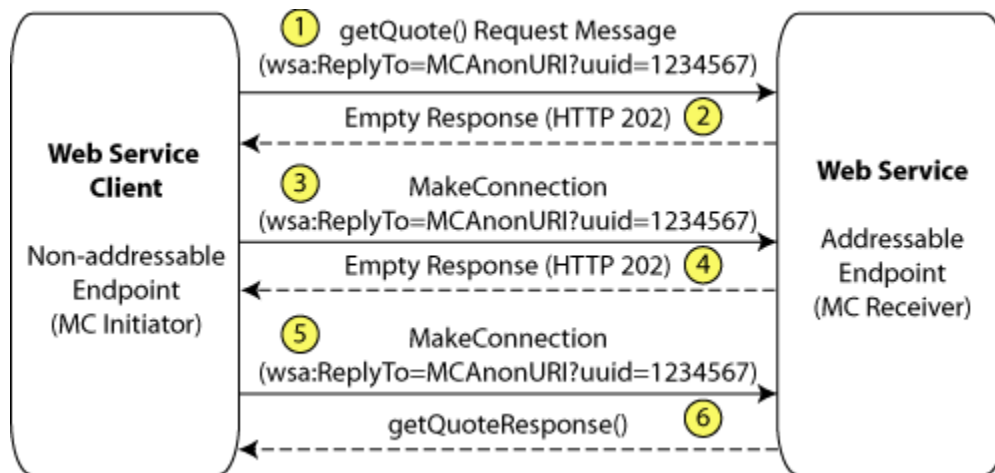 1 getQuote() Request Message
(wsa:ReplyTo=MCAnonURI?uuid=1234567)
Empty Response (HTTP 202) 2
Web Service
Client
Non-addressable
Endpoint
(MC Initiator)
3 MakeConnection
(wsa:ReplyTo=MCAnonURI?uuid=1234567)
Empty Response (HTTP 202) 4
Web Service
Addressable
Endpoint
(MC Receiver)
5 MakeConnection
(wsa:ReplyTo=MCAnonURI?uuid=1234567)
getQuoteResponse() 6